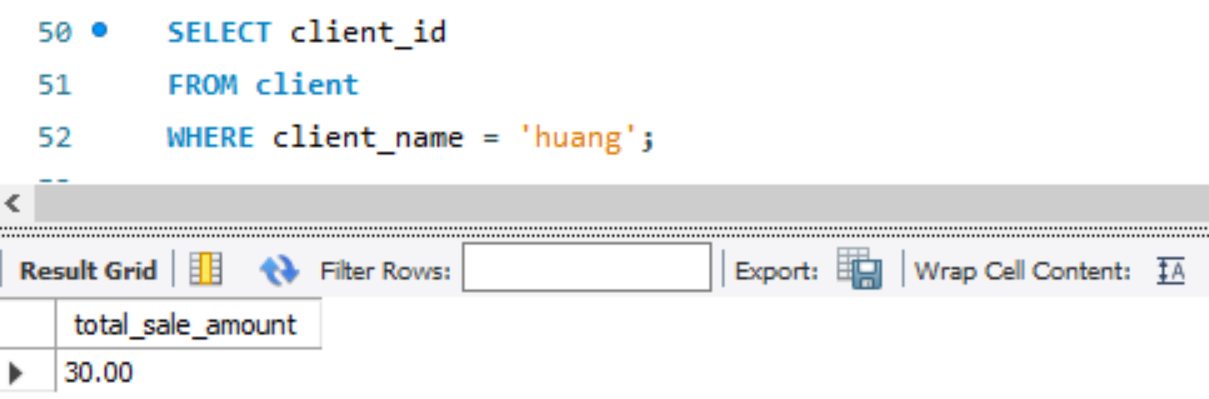 50 SELECT client_id
51 FROM client
52 WHERE client_name = 'huang';
Result Grid Filter Rows: Export: Wrap Cell Content: A
total_sale_amount
30.00